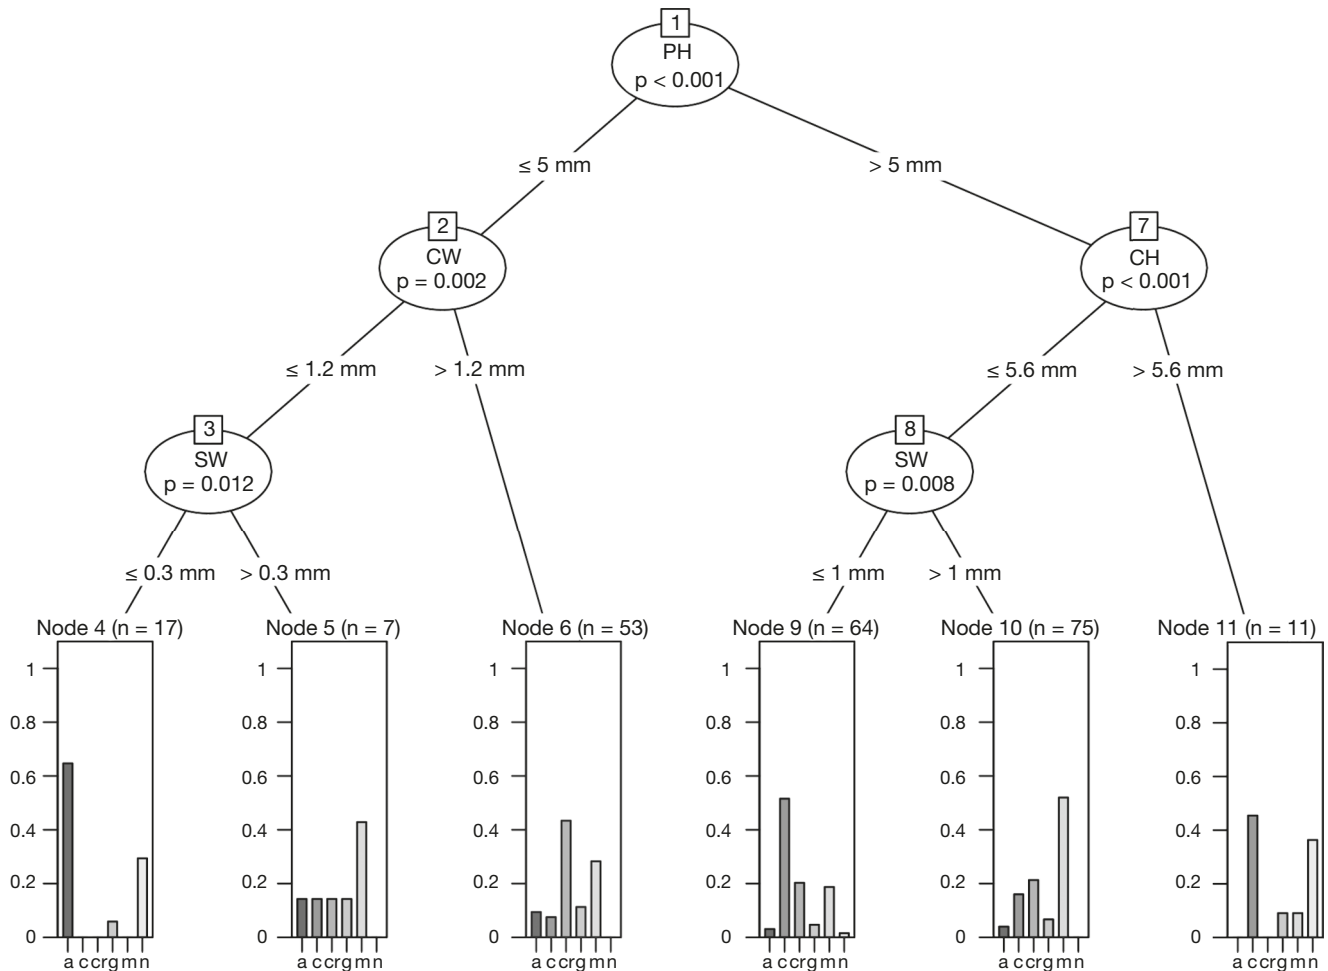 1
PH
p < 0.001
≤ 5 mm
> 5 mm
2
CW
p = 0.002
7
CH
p < 0.001
≤ 1.2 mm
> 1.2 mm
≤ 5.6 mm
> 5.6 mm
3
SW
p = 0.012
8
SW
p = 0.008
≤ 0.3 mm
> 0.3 mm
≤ 1 mm
> 1 mm
Node 4 (n = 17)
1
0.8
0.6
0.4
0.2
0
a ccrgmn
Node 5 (n = 7)
1
0.8
0.6
0.4
0.2
0
a ccrgmn
Node 6 (n = 53)
1
0.8
0.6
0.4
0.2
0
a ccrgmn
Node 9 (n = 64)
1
0.8
0.6
0.4
0.2
0
a ccrgmn
Node 10 (n = 75)
1
0.8
0.6
0.4
0.2
0
a ccrgmn
Node 11 (n = 11)
1
0.8
0.6
0.4
0.2
0
a ccrgmn